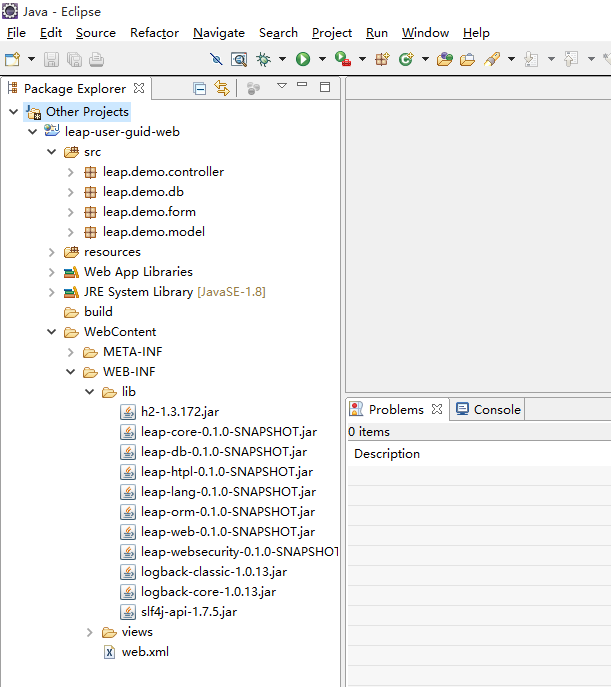 Java - Eclipse
File Edit Source Refactor Navigate Search Project Run Window Help
Package Explorer
Other Projects
leap-user-guid-web
src
leap.demo.controller
leap.demo.db
leap.demo.form
leap.demo.model
resources
Web App Libraries
JRE System Library [JavaSE-1.8]
build
WebContent
META-INF
WEB-INF
lib
h2-1.3.172.jar
leap-core-0.1.0-SNAPSHOT.jar
leap-db-0.1.0-SNAPSHOT.jar
leap-htpl-0.1.0-SNAPSHOT.jar
leap-lang-0.1.0-SNAPSHOT.jar
leap-orm-0.1.0-SNAPSHOT.jar
leap-web-0.1.0-SNAPSHOT.jar
leap-websecurity-0.1.0-SNAPSHOT
logback-classic-1.0.13.jar
logback-core-1.0.13.jar
slf4j-api-1.7.5.jar
views
web.xml
Problems Console
0 items
Description